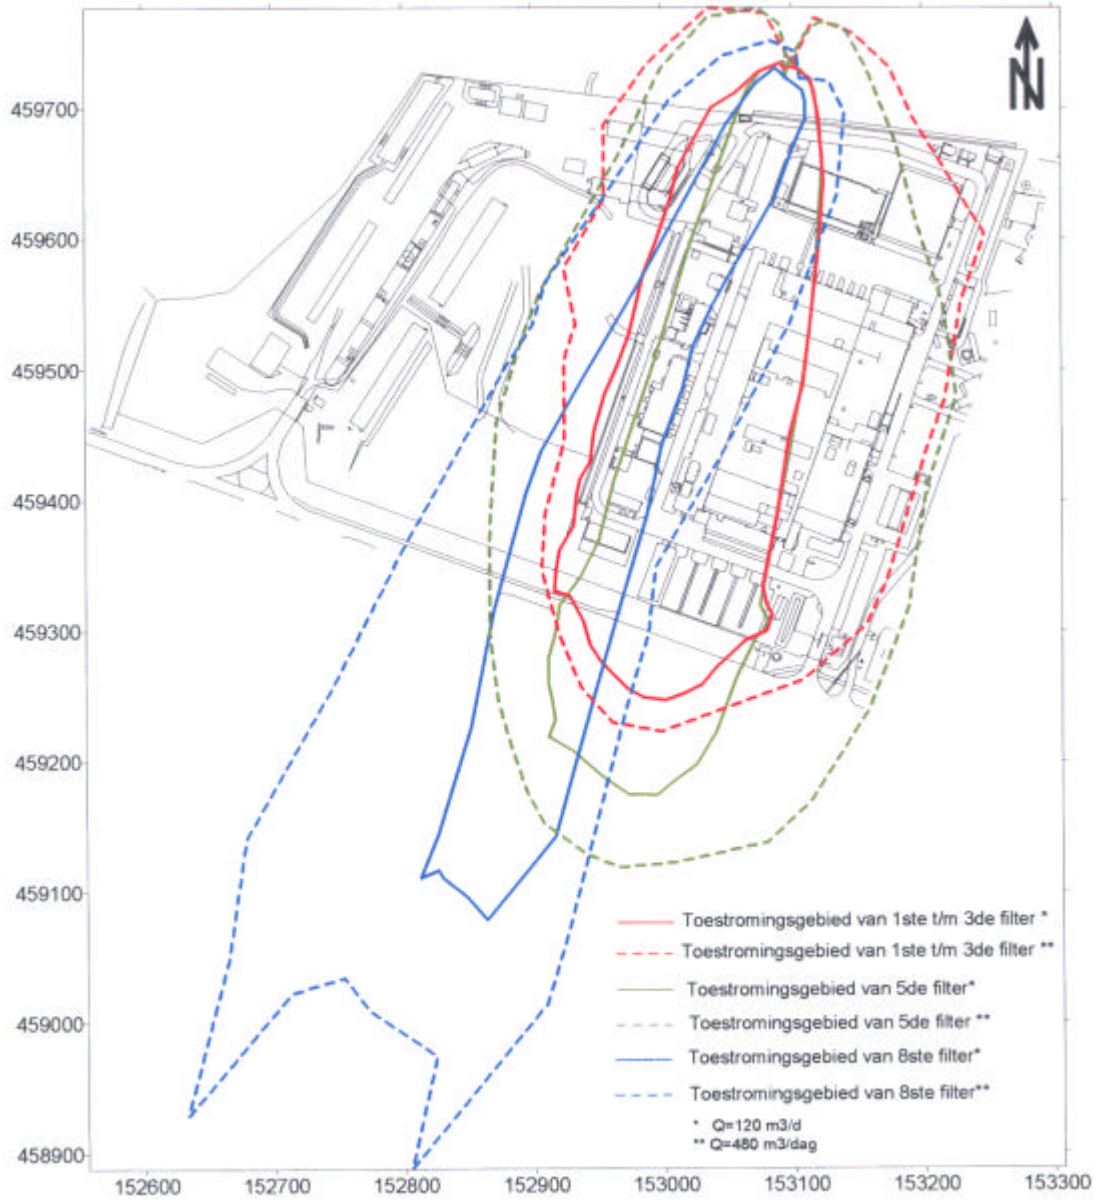 N
459700
459600
459500
459400
459300
459200
459100
459000
458900
Toestromingsgebied van 1ste t/m 3de filter *
Toestromingsgebied van 1ste t/m 3de filter **
Toestromingsgebied van 5de filter*
Toestromingsgebied van 5de filter **
Toestromingsgebied van 8ste filter*
Toestromingsgebied van 8ste filter**
* Q=120 m3/d
** Q=480 m3/dag
152600 152700 152800 152900 153000 153100 153200 153300